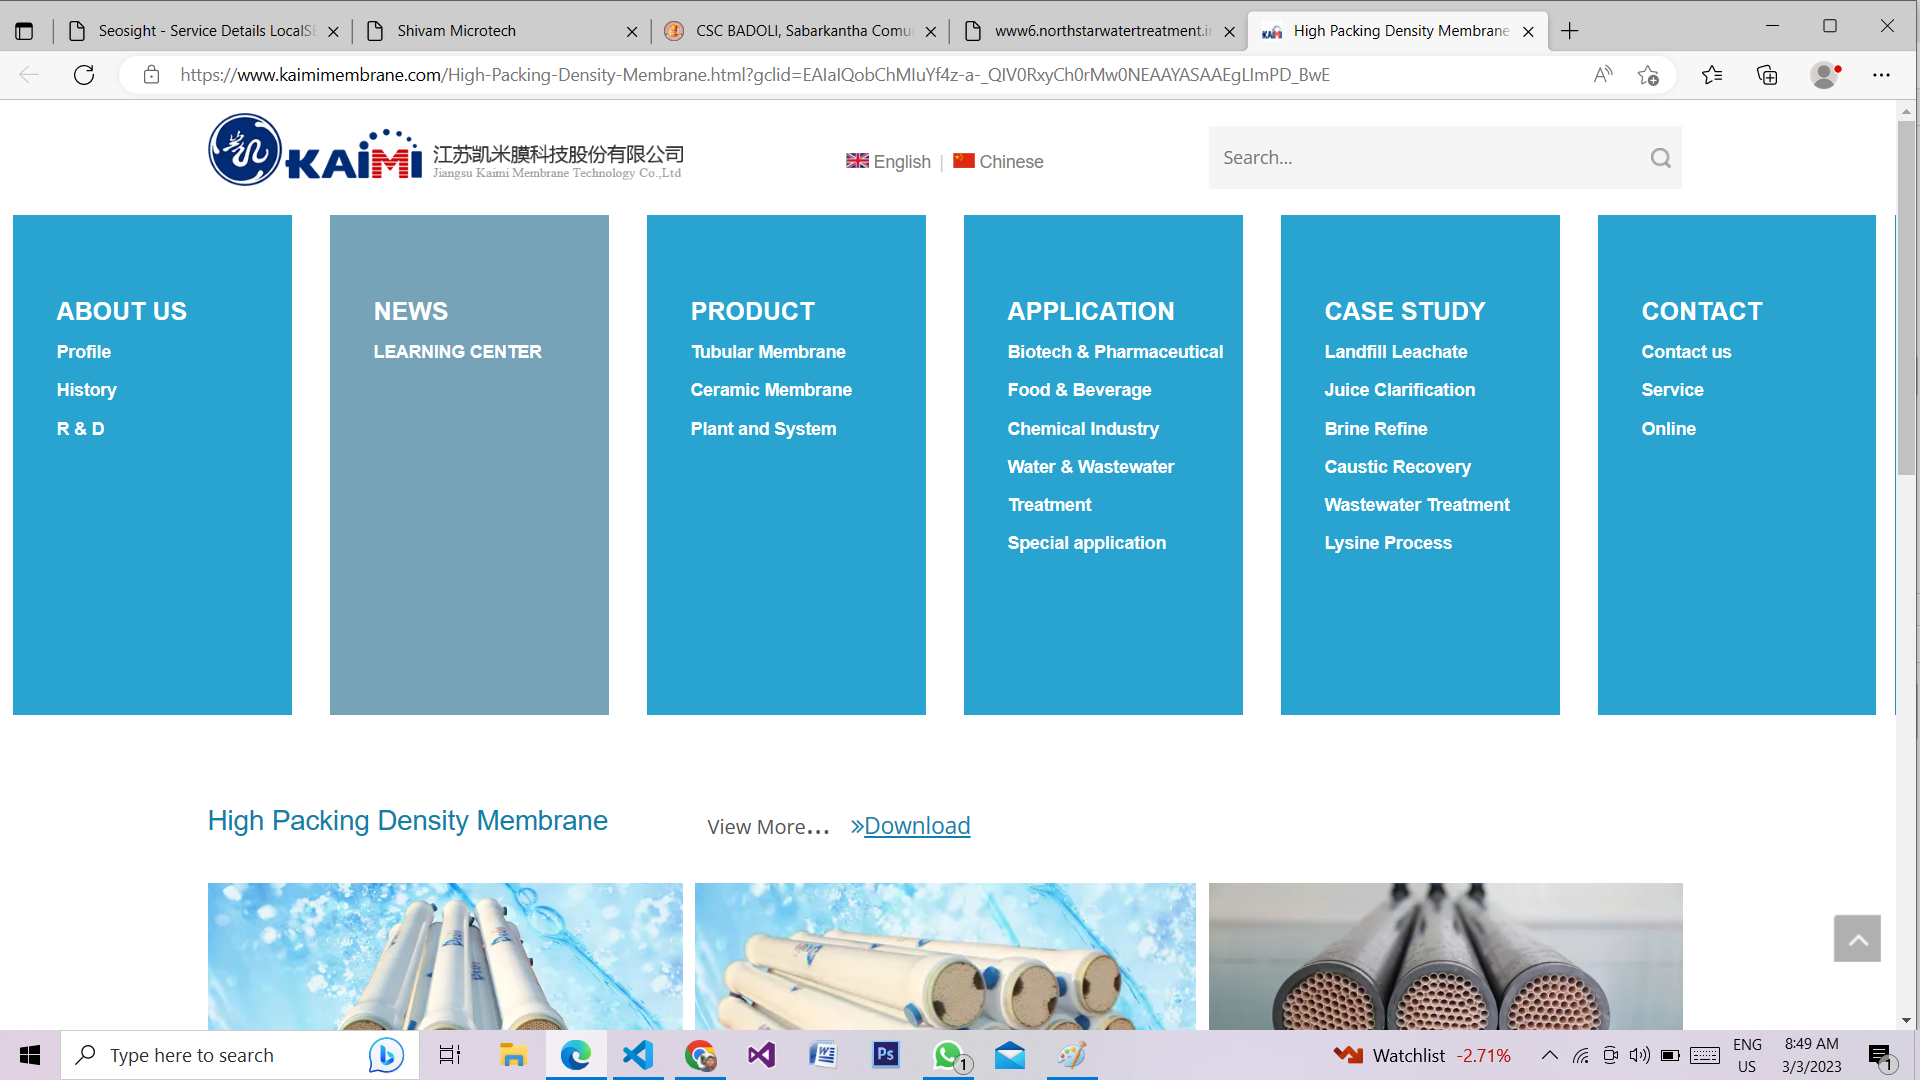 Seosight - Service Details LocalSE
Shivam Microtech
CSC BADOLI, Sabarkantha Comu
www6.northstarwatertreatment.in
High Packing Density Membrane
https://www.kaimimembrane.com/High-Packing-Density-Membrane.html?gclid=EAIaIQobChMIuYf4z-a-_QIV0RxyCh0rMw0NEAAYASAAEgLImPD_BwE
凯 KAIMI 江苏凯米膜科技股份有限公司
Jiangsu Kaimi Membrane Technology Co.,Ltd
English | Chinese
Search...
ABOUT US
Profile
History
R & D
NEWS
LEARNING CENTER
PRODUCT
Tubular Membrane
Ceramic Membrane
Plant and System
APPLICATION
Biotech & Pharmaceutical
Food & Beverage
Chemical Industry
Water & Wastewater
Treatment
Special application
CASE STUDY
Landfill Leachate
Juice Clarification
Brine Refine
Caustic Recovery
Wastewater Treatment
Lysine Process
CONTACT
Contact us
Service
Online
High Packing Density Membrane
View More... »Download
Type here to search
Ps
1
Watchlist -2.71%
ENG
US
8:49 AM
3/3/2023
1